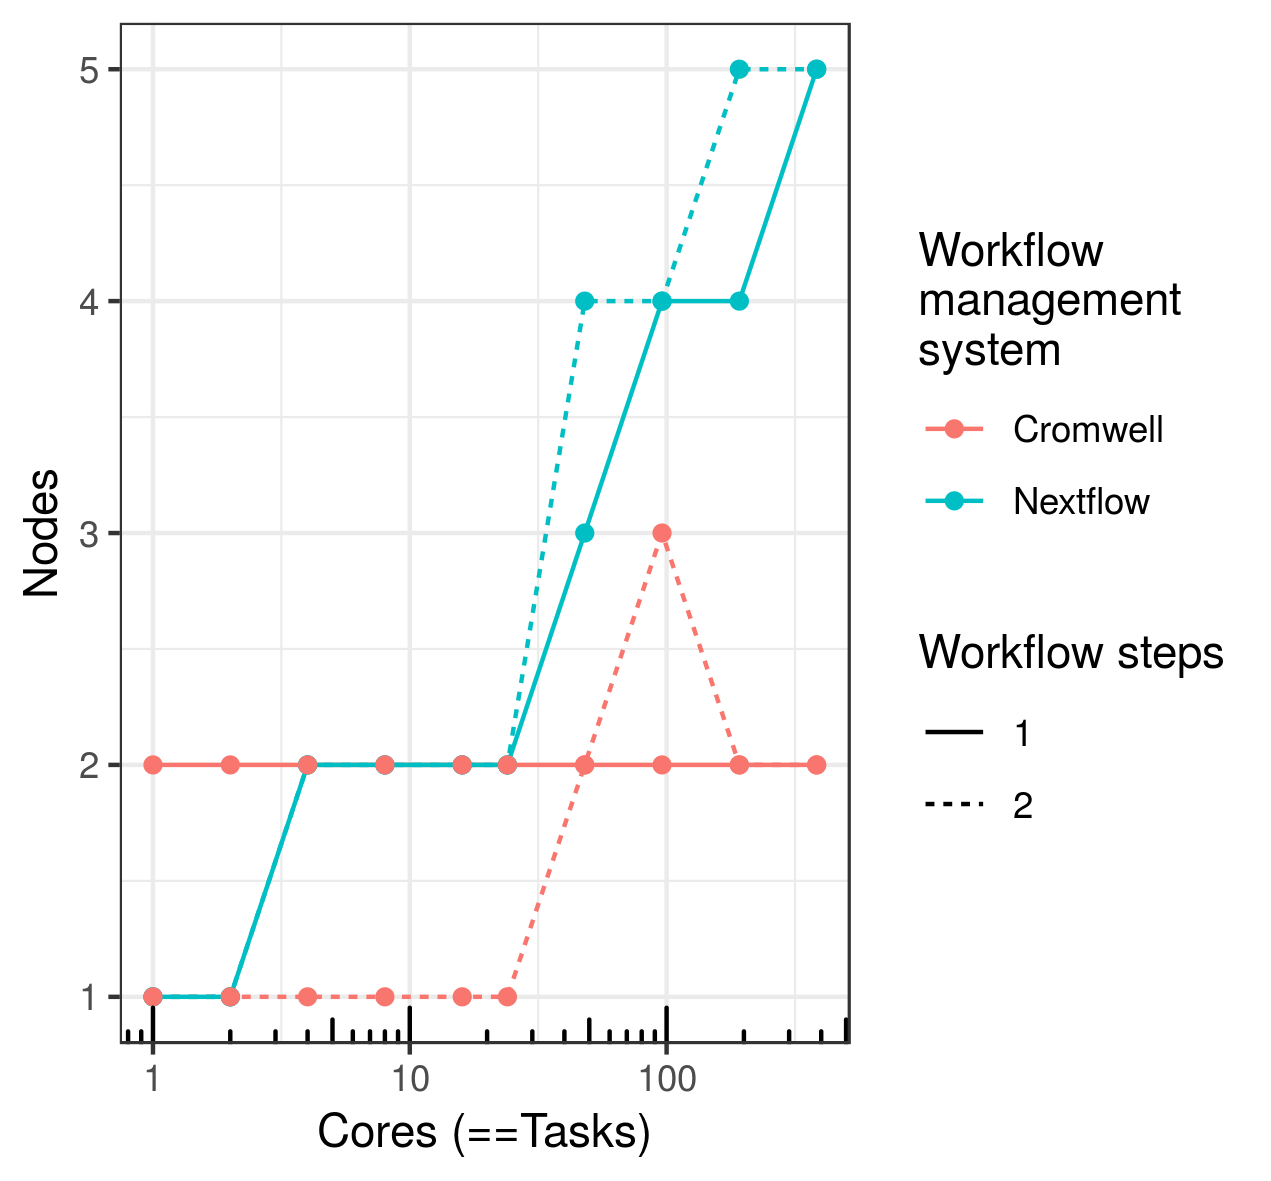 5
4
3
2
1
Nodes
1 10 100
Cores (==Tasks)
Workflow
management
system
Cromwell
Nextflow
Workflow steps
1
2